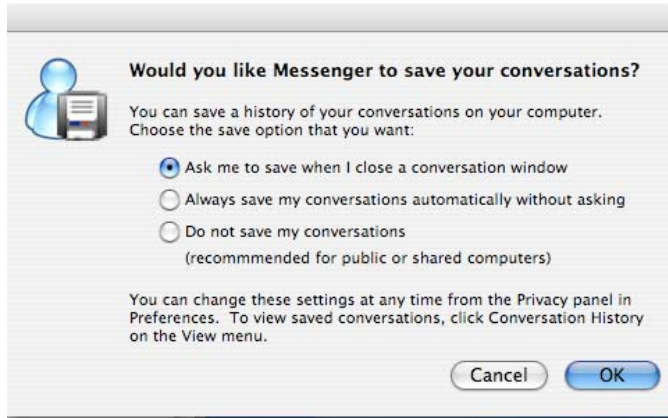 Would you like Messenger to save your conversations?
You can save a history of your conversations on your computer.
Choose the save option that you want:
Ask me to save when I close a conversation window
Always save my conversations automatically without asking
Do not save my conversations
(recommmended for public or shared computers)
You can change these settings at any time from the Privacy panel in
Preferences. To view saved conversations, click Conversation History
on the View menu.
Cancel OK